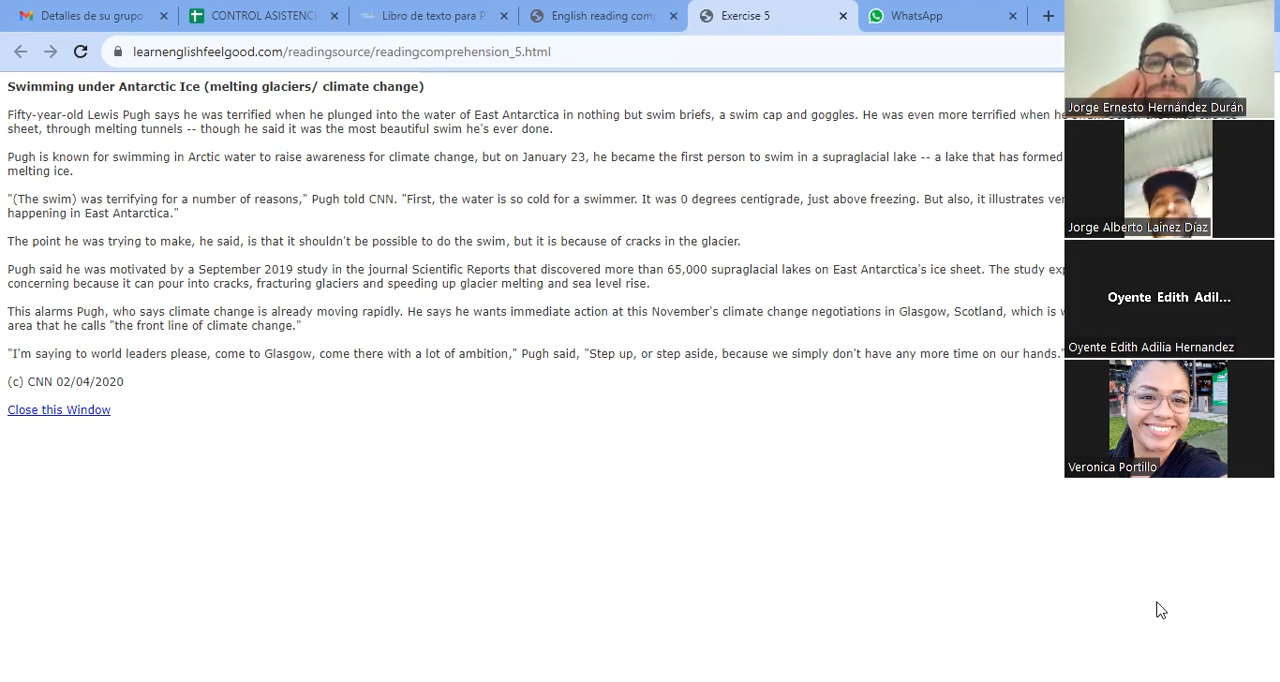 Detalles de su grupo
CONTROL ASISTENCI
Libro de texto para P
English reading comp
Exercise 5
WhatsApp
learnenglishfeelgood.com/readingsource/readingcomprehension_5.html
Swimming under Antarctic Ice (melting glaciers/ climate change)
Fifty-year-old Lewis Pugh says he was terrified when he plunged into the water of East Antarctica in nothing but swim briefs, a swim cap and goggles. He was even more terrified when he
sheet, through melting tunnels -- though he said it was the most beautiful swim he's ever done.
Pugh is known for swimming in Arctic water to raise awareness for climate change, but on January 23, he became the first person to swim in a supraglacial lake -- a lake that has formed
melting ice.
"(The swim) was terrifying for a number of reasons," Pugh told CNN. "First, the water is so cold for a swimmer. It was 0 degrees centigrade, just above freezing. But also, it illustrates ver
happening in East Antarctica."
The point he was trying to make, he said, is that it shouldn't be possible to do the swim, but it is because of cracks in the glacier.
Pugh said he was motivated by a September 2019 study in the journal Scientific Reports that discovered more than 65,000 supraglacial lakes on East Antarctica's ice sheet. The study exp
concerning because it can pour into cracks, fracturing glaciers and speeding up glacier melting and sea level rise.
This alarms Pugh, who says climate change is already moving rapidly. He says he wants immediate action at this November's climate change negotiations in Glasgow, Scotland, which is w
area that he calls "the front line of climate change."
"I'm saying to world leaders please, come to Glasgow, come there with a lot of ambition," Pugh said, "Step up, or step aside, because we simply don't have any more time on our hands."
(c) CNN 02/04/2020
Close this Window
Jorge Ernesto Hernández Durán
Jorge Alberto Laínez Díaz
Oyente Edith Adil...
Oyente Edith Adilia Hernandez
Veronica Portillo